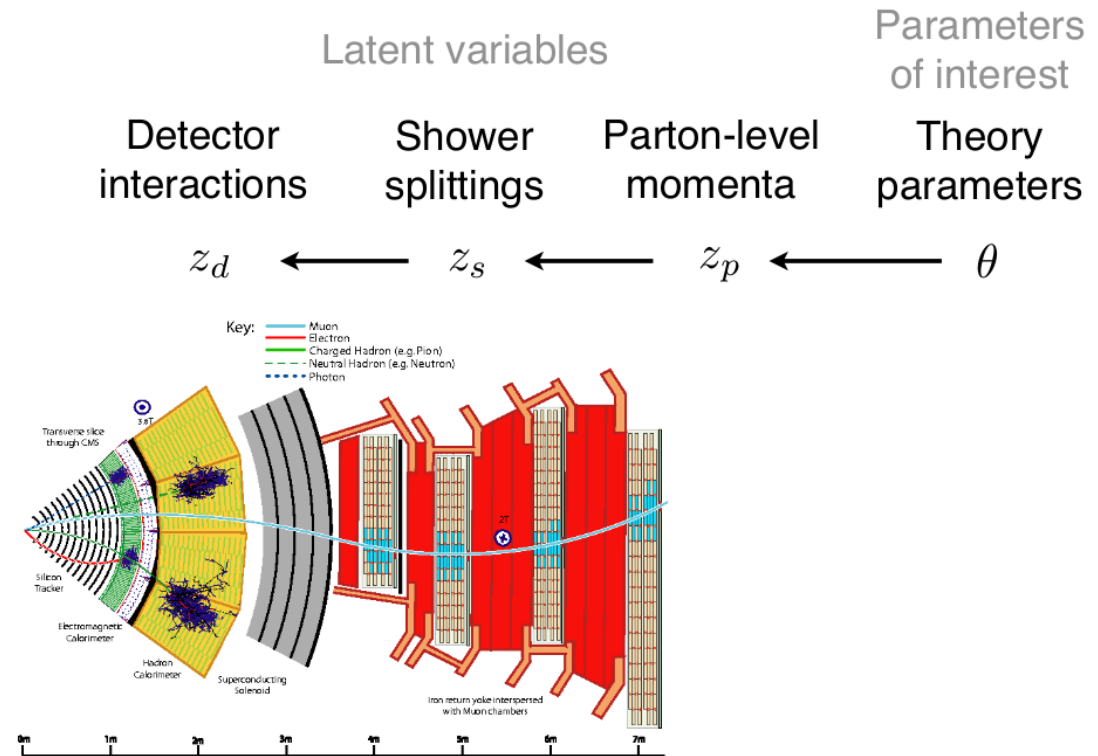 Latent variables
Parameters
of interest
Detector
interactions
Shower
splittings
Parton-level
momenta
Theory
parameters
z_d ← z_s ← z_p ← θ
Key:
Muon
Electron
Charged Hadron (e.g. Pion)
Neutral Hadron (e.g. Neutron)
Photon
3.8T
Transverse slice
through CMS
2T
Silicon
Tracker
Electromagnetic
Calorimeter
Hadron
Calorimeter
Superconducting
Solenoid
Iron return yoke interspersed
with Muon chambers
0m 1m 2m 3m 4m 5m 6m 7m